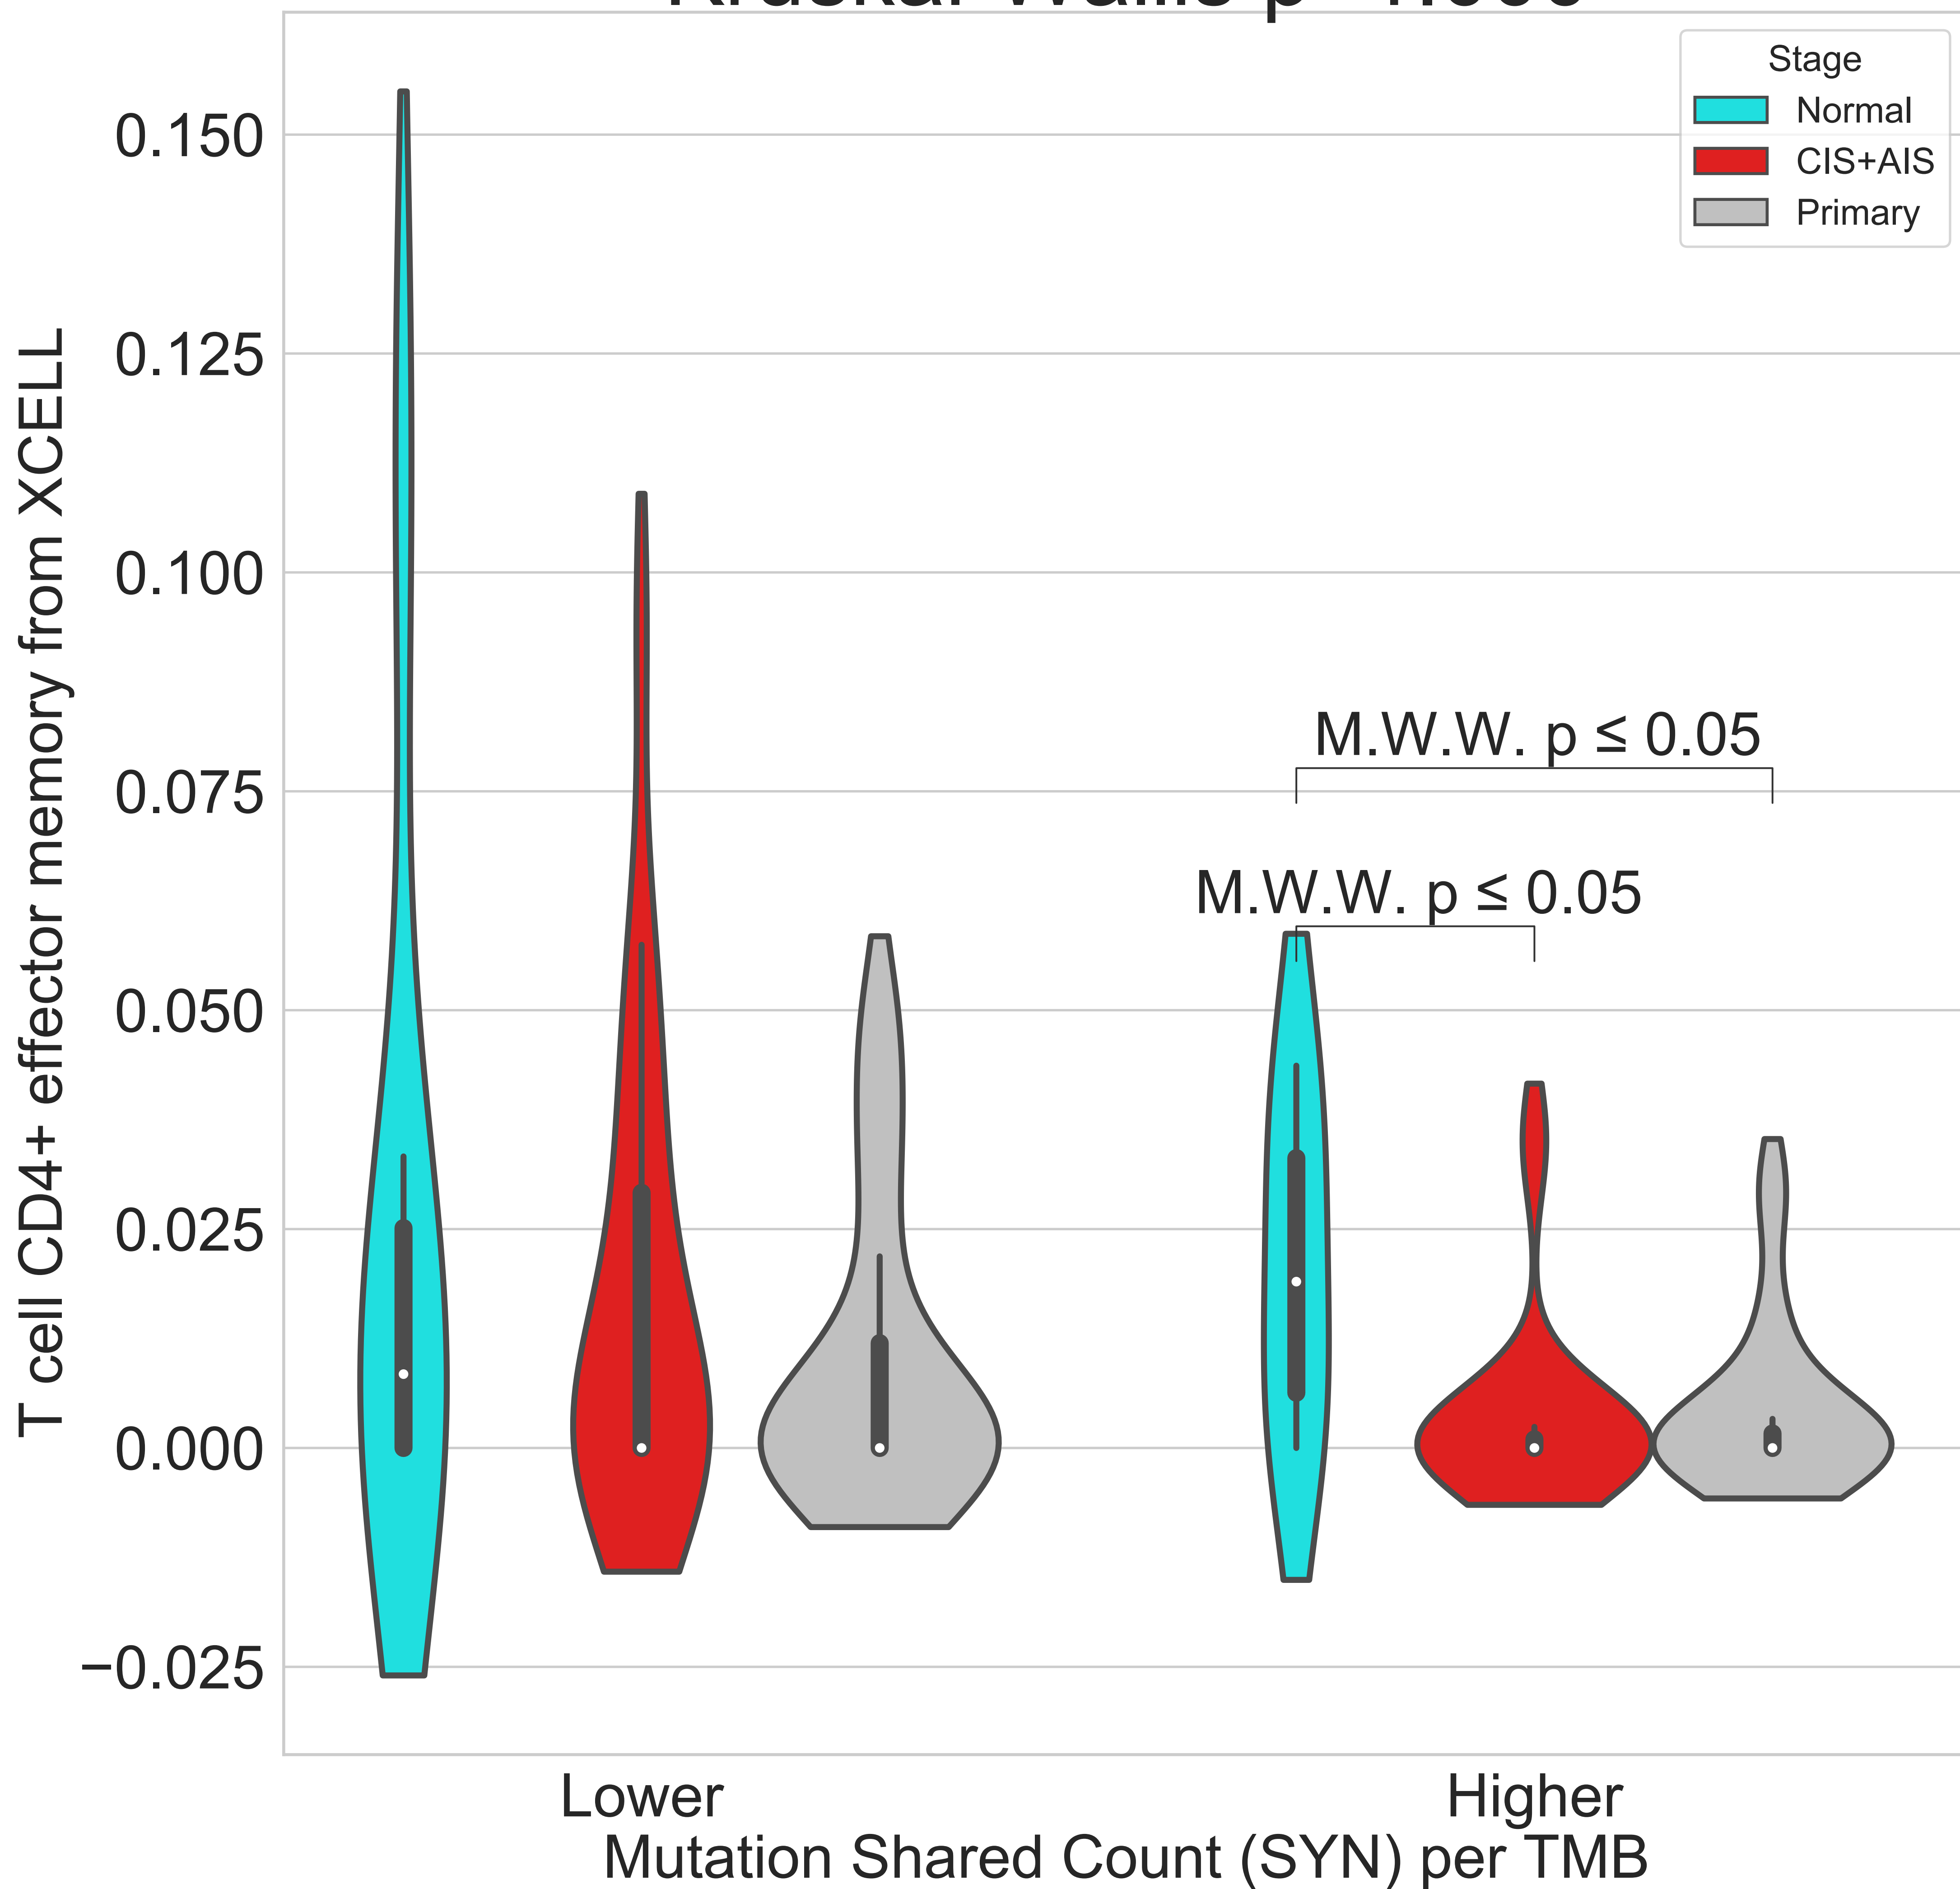 Stage
Normal
CIS+AIS
Primary
0.150
0.125
0.100
0.075
0.050
0.025
0.000
−0.025
T cell CD4+ effector memory from XCELL
M.W.W. p ≤ 0.05
M.W.W. p ≤ 0.05
Lower
Higher
Mutation Shared Count (SYN) per TMB